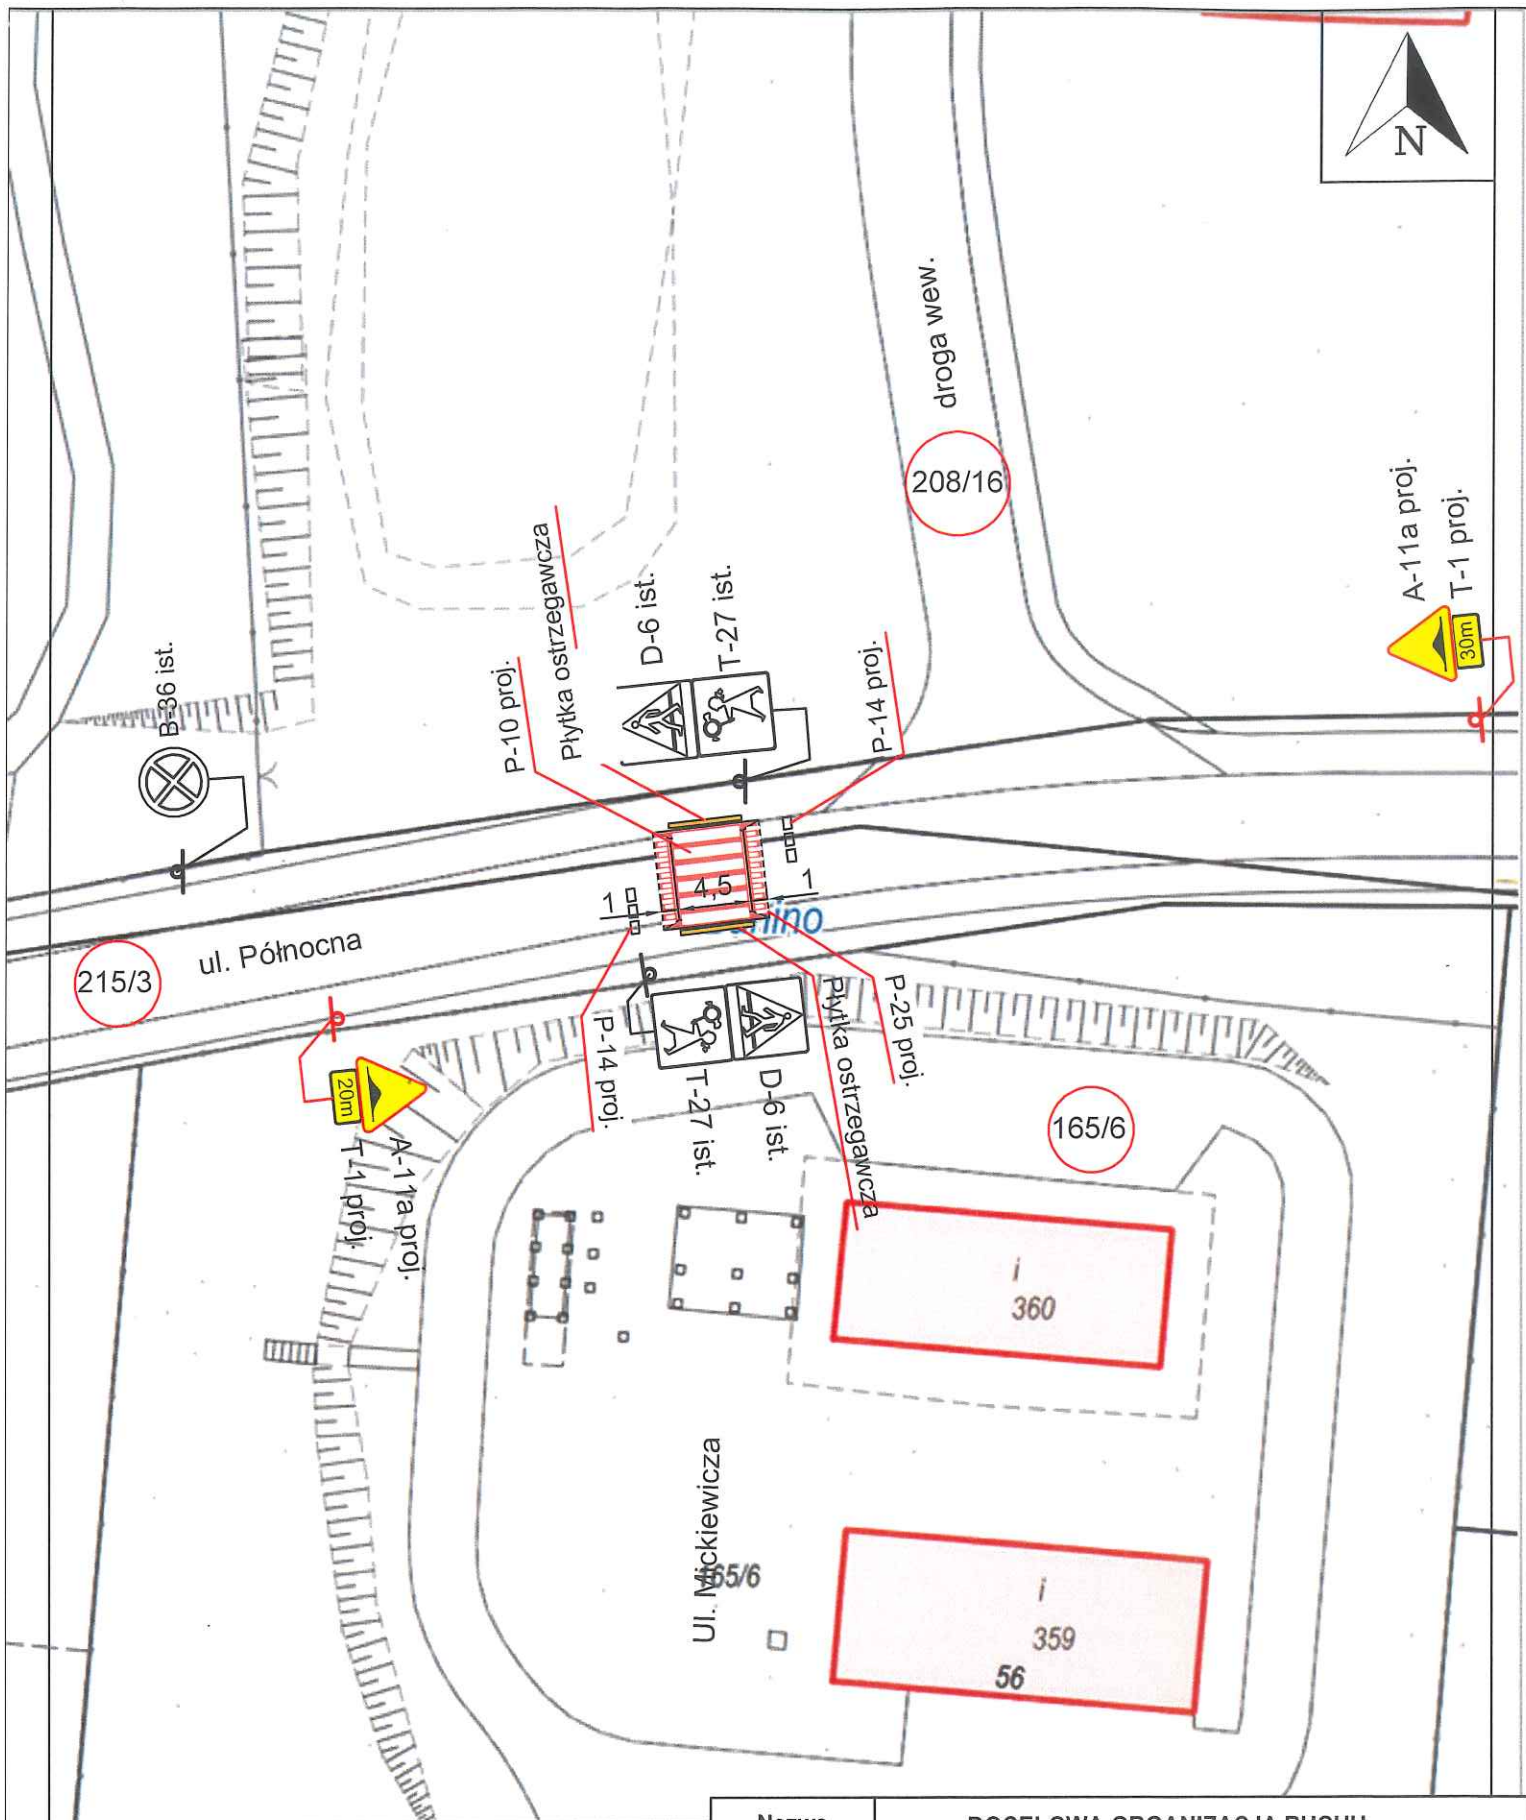 N
droga wew.
208/16
A-11a proj.
T-1 proj.
30m
Płytka ostrzegawcza
P-10 proj.
D-6 ist.
T-27 ist.
P-14 proj.
B-36 ist.
1
4,5
1
ul. Północna
215/3
P-14 proj.
T-27 ist.
D-6 ist.
Płytka ostrzegawcza
P-25 proj.
20m
T-1 proj.
A-11a proj.
165/6
i
360
Ul. Mickiewicza
165/6
i
359
56